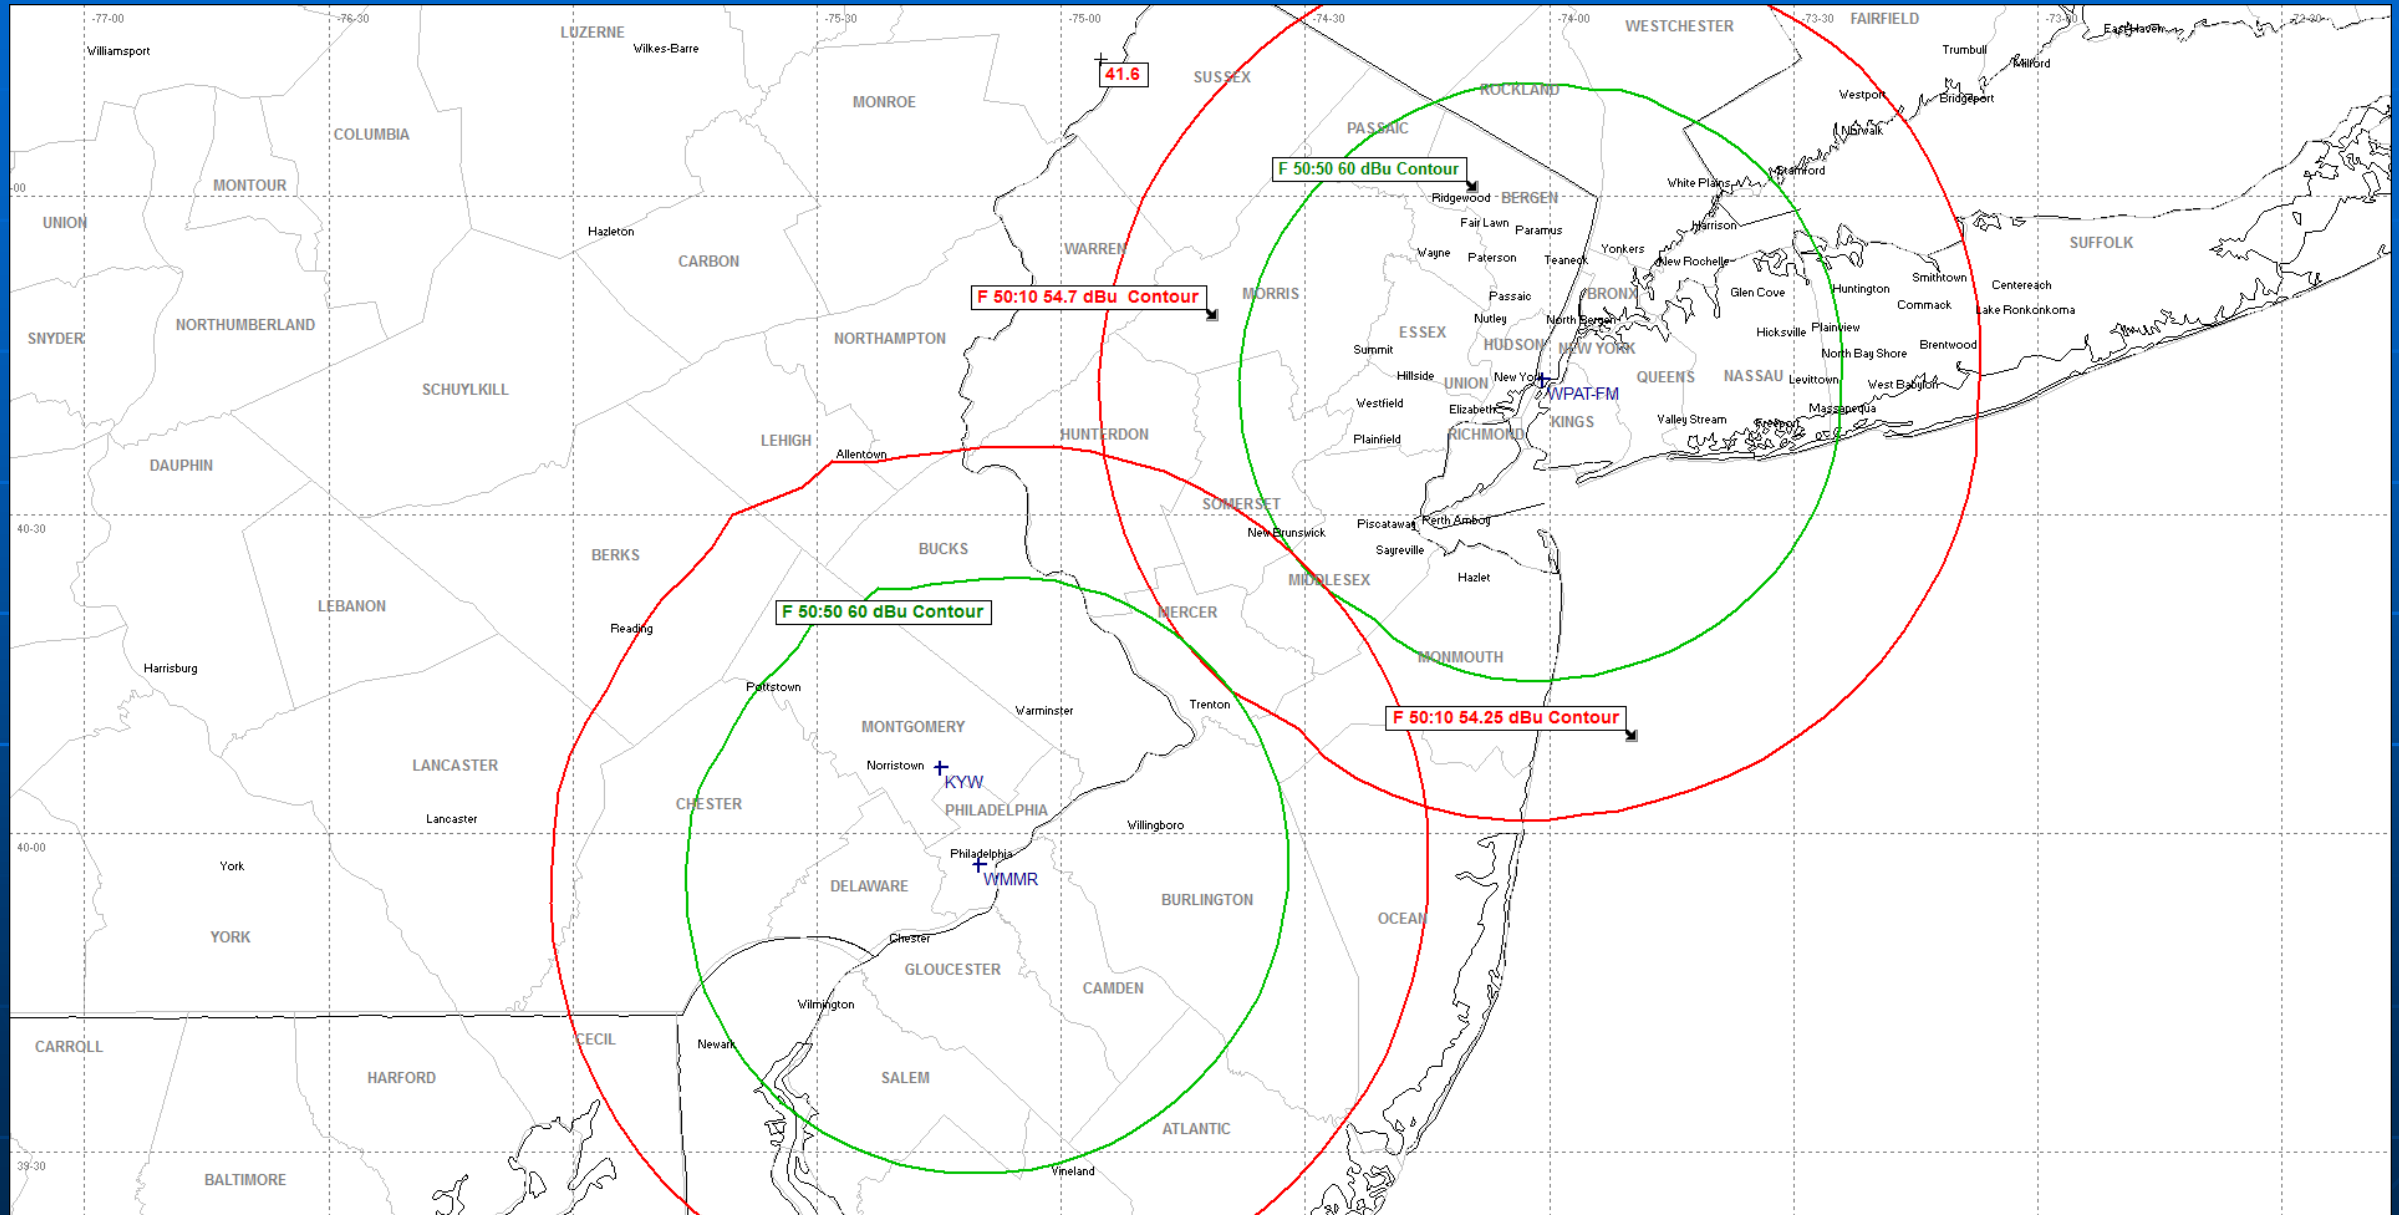 -77-00
-76-30
-75-30
-75-00
-74-30
-74-00
-73-30
-73-00
-72-30
FAIRFIELD
WESTCHESTER
LUZERNE
East Haven
Williamsport
Wilkes-Barre
Trumbull
Milford
41.6
SUSSEX
ROCKLAND
Westport
Bridgeport
MONROE
COLUMBIA
PASSAIC
Norwalk
F 50:50 60 dBu Contour
Stamford
White Plains
MONTOUR
00
Ridgewood
BERGEN
UNION
Fair Lawn
Paramus
Harrison
Hazleton
WARREN
Yonkers
SUFFOLK
Wayne
Paterson
Teaneck
New Rochelle
CARBON
Smithtown
Centereach
F 50:10 54.7 dBu Contour
MORRIS
Passaic
BRONX
Glen Cove
Huntington
Commack
Lake Ronkonkoma
NORTHUMBERLAND
Nutley
North Bergen
Hicksville
Plainview
SNYDER
NORTHAMPTON
ESSEX
HUDSON
NEW YORK
Summit
Brentwood
North Bay Shore
SCHUYLKILL
Hillside
UNION
New York
QUEENS
NASSAU
Levittown
West Babylon
WPAT-FM
Westfield
Elizabeth
Massapequa
KINGS
Valley Stream
Freeport
LEHIGH
HUNTERDON
Plainfield
RICHMOND
Allentown
DAUPHIN
SOMERSET
40-30
New Brunswick
Piscataway
Perth Amboy
BERKS
BUCKS
Sayreville
MIDDLESEX
Hazlet
LEBANON
F 50:50 60 dBu Contour
MERCER
Reading
Harrisburg
MONMOUTH
Pottstown
Warminster
Trenton
F 50:10 54.25 dBu Contour
MONTGOMERY
LANCASTER
Norristown
KYW
CHESTER
PHILADELPHIA
Lancaster
Willingboro
40-00
York
Philadelphia
WMMR
DELAWARE
BURLINGTON
OCEAN
YORK
Chester
GLOUCESTER
CAMDEN
Wilmington
CARROLL
CECIL
Newark
HARFORD
SALEM
ATLANTIC
39-30
Vineland
BALTIMORE